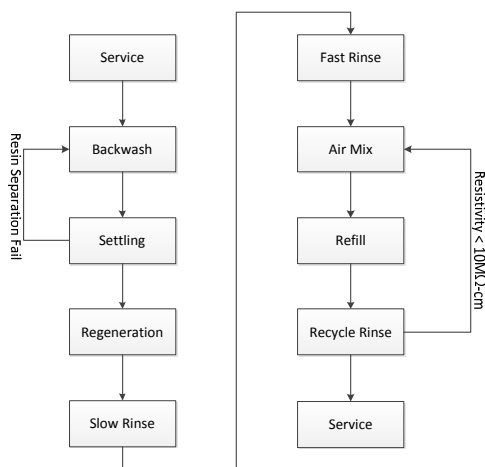 Service
Backwash
Resin Separation Fail
Settling
Regeneration
Slow Rinse
Fast Rinse
Air Mix
Refill
Resistivity < 10MΩ-cm
Recycle Rinse
Service